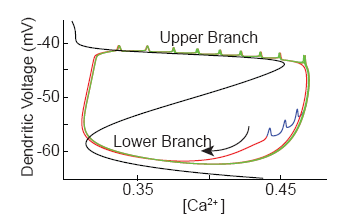 Dendritic Voltage (mV)
-40
-50
-60
Upper Branch
Lower Branch
0.35
0.45
[Ca²⁺]